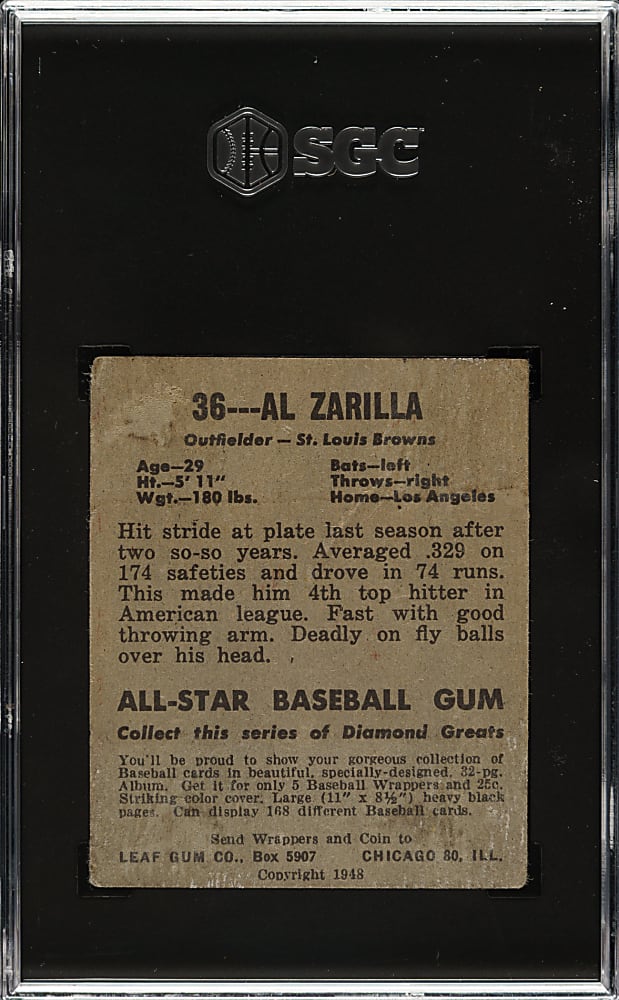 SGC
36---AL ZARILLA
Outfielder — St. Louis Browns
Age—29 Bats—left
Ht.—5' 11" Throws—right
Wgt.—180 lbs. Home—Los Angeles
Hit stride at plate last season after
two so-so years. Averaged .329 on
174 safeties and drove in 74 runs.
This made him 4th top hitter in
American league. Fast with good
throwing arm. Deadly on fly balls
over his head.
ALL-STAR BASEBALL GUM
Collect this series of Diamond Greats
You'll be proud to show your gorgeous collection of
Baseball cards in beautiful, specially-designed, 32-pg.
Album. Get it for only 5 Baseball Wrappers and 25c.
Striking color cover. Large (11" x 8½") heavy black
pages. Can display 168 different Baseball cards.
Send Wrappers and Coin to
LEAF GUM CO., Box 5907 CHICAGO 80, ILL.
Copyright 1948